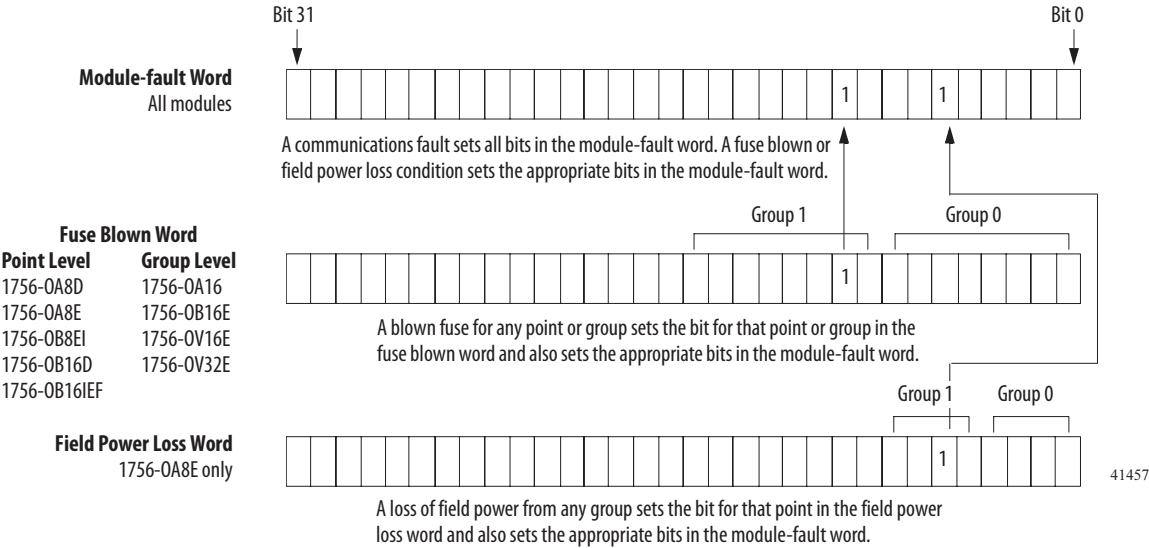 Bit 31
Bit 0
Module-fault Word
All modules
1
1
A communications fault sets all bits in the module-fault word. A fuse blown or
field power loss condition sets the appropriate bits in the module-fault word.
Group 1
Group 0
Fuse Blown Word
Point Level
Group Level
1756-OA8D
1756-OA16
1756-OA8E
1756-OB16E
1756-OB8EI
1756-OV16E
1756-OB16D
1756-OV32E
1756-OB16IEF
1
A blown fuse for any point or group sets the bit for that point or group in the
fuse blown word and also sets the appropriate bits in the module-fault word.
Group 1
Group 0
Field Power Loss Word
1756-OA8E only
1
41457
A loss of field power from any group sets the bit for that point in the field power
loss word and also sets the appropriate bits in the module-fault word.